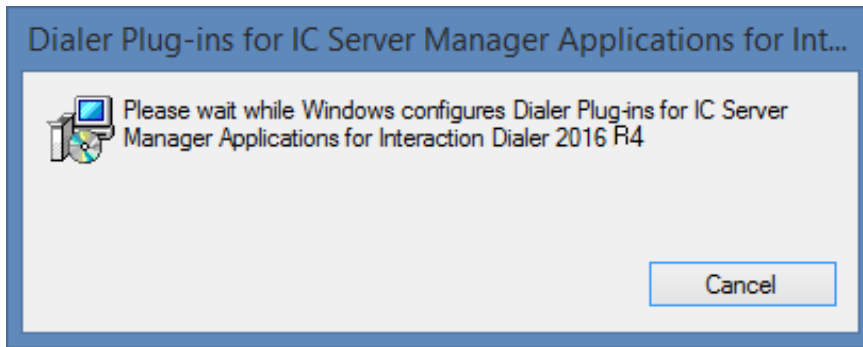 Dialer Plug-ins for IC Server Manager Applications for Int...
Please wait while Windows configures Dialer Plug-ins for IC Server
Manager Applications for Interaction Dialer 2016 R4
Cancel